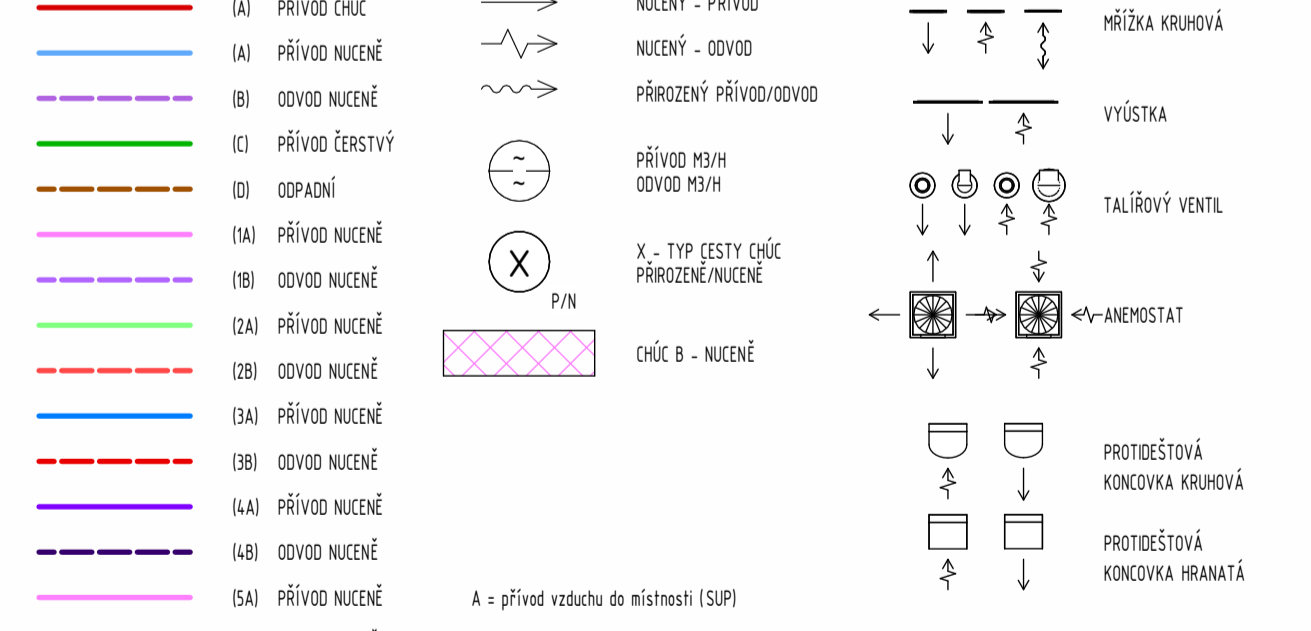 (A) PŘÍVOD CHÚC
(A) PŘÍVOD NUCENĚ
(B) ODVOD NUCENĚ
(C) PŘÍVOD ČERSTVÝ
(D) ODPADNÍ
(1A) PŘÍVOD NUCENĚ
(1B) ODVOD NUCENĚ
(2A) PŘÍVOD NUCENĚ
(2B) ODVOD NUCENĚ
(3A) PŘÍVOD NUCENĚ
(3B) ODVOD NUCENĚ
(4A) PŘÍVOD NUCENĚ
(4B) ODVOD NUCENĚ
(5A) PŘÍVOD NUCENĚ
NUCENÝ - PŘÍVOD
NUCENÝ - ODVOD
PŘIROZENÝ PŘÍVOD/ODVOD
~
~
PŘÍVOD M3/H
ODVOD M3/H
X
P/N
X - TYP CESTY CHÚC
PŘIROZENĚ/NUCENĚ
CHÚC B - NUCENĚ
A = přívod vzduchu do místnosti (SUP)
MŘÍŽKA KRUHOVÁ
VYÚSTKA
TALÍŘOVÝ VENTIL
ANEMOSTAT
PROTIDEŠTOVÁ
KONCOVKA KRUHOVÁ
PROTIDEŠTOVÁ
KONCOVKA HRANATÁ